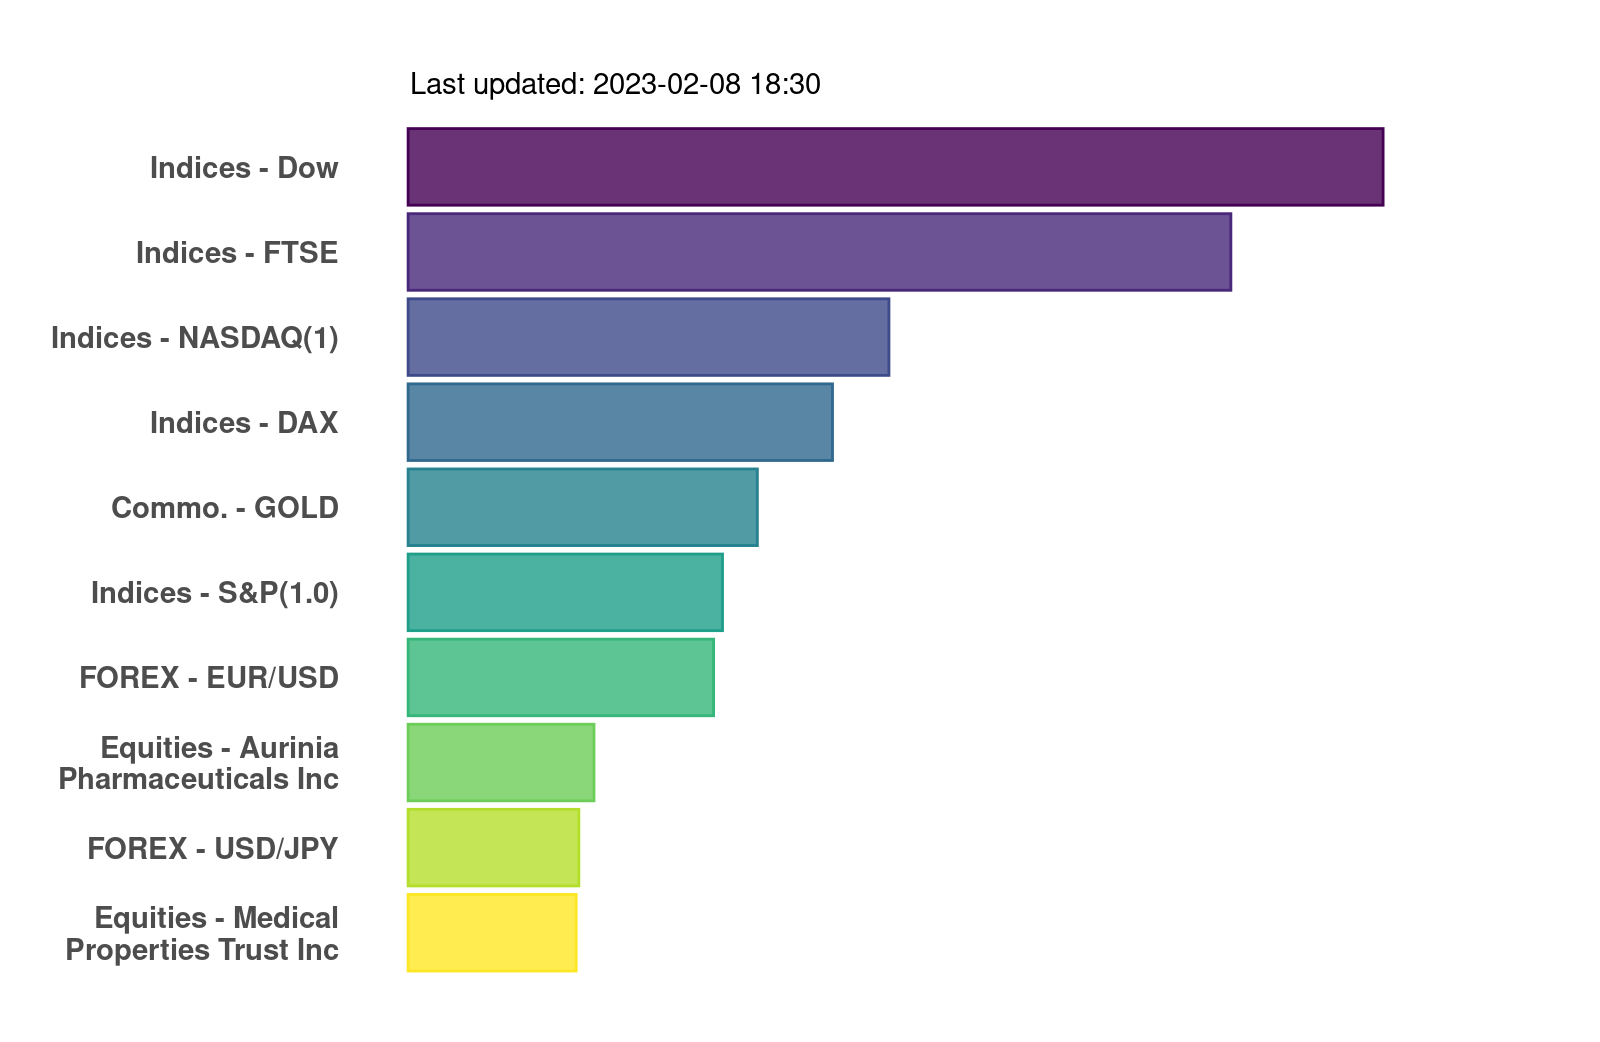 Last updated: 2023-02-08 18:30
Indices - Dow
Indices - FTSE
Indices - NASDAQ(1)
Indices - DAX
Commo. - GOLD
Indices - S&P(1.0)
FOREX - EUR/USD
Equities - Aurinia
Pharmaceuticals Inc
FOREX - USD/JPY
Equities - Medical
Properties Trust Inc